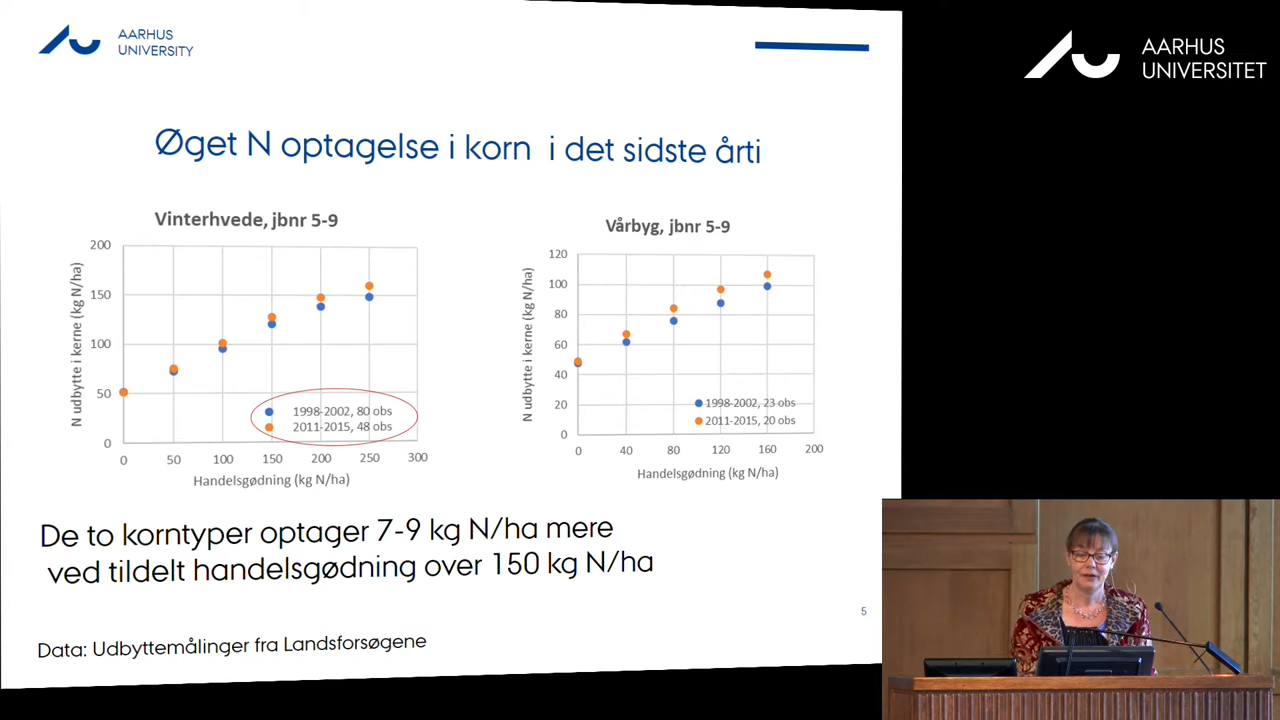 AARHUS
UNIVERSITY
AARHUS
UNIVERSITET
Øget N optagelse i korn i det sidste årti
Vinterhvede, jbnr 5-9
200
150
100
50
0
N udbytte i kerne (kg N/ha)
0 50 100 150 200 250 300
Handelsgødning (kg N/ha)
1998-2002, 80 obs
2011-2015, 48 obs
Vårbyg, jbnr 5-9
120
100
80
60
40
20
0
N udbytte i kerne (kg N/ha)
0 40 80 120 160 200
Handelsgødning (kg N/ha)
1998-2002, 23 obs
2011-2015, 20 obs
De to korntyper optager 7-9 kg N/ha mere
ved tildelt handelsgødning over 150 kg N/ha
5
Data: Udbyttemålinger fra Landsforsøgene